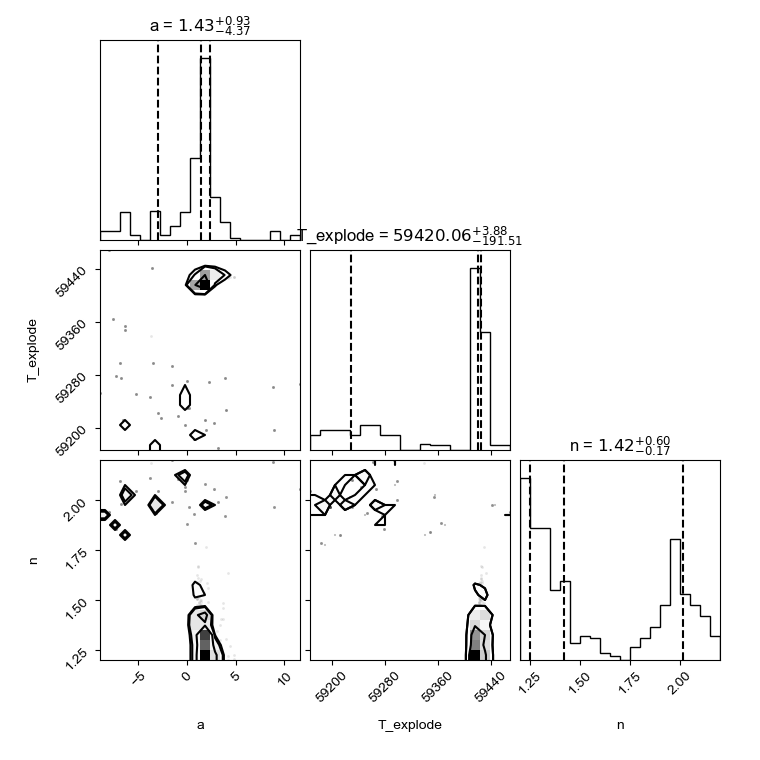 a = 1.43+0.93 −4.37
T_explode = 59420.06+3.88 −191.51
59440
59360
59280
59200
T_explode
n = 1.42+0.60 −0.17
2.00
1.75
1.50
1.25
n
−5 0 5 10
59200 59280 59360 59440
1.25 1.50 1.75 2.00
a T_explode n